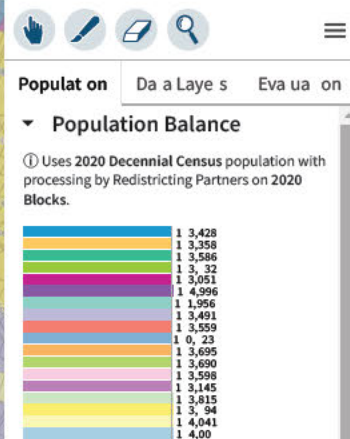 Populat on Da a Laye s Eva ua on
Population Balance
ⓘ Uses 2020 Decennial Census population with
processing by Redistricting Partners on 2020
Blocks.
1 3,428
1 3,358
1 3,586
1 3, 32
1 3,051
1 4,996
1 1,956
1 3,491
1 3,559
1 0, 23
1 3,695
1 3,690
1 3,598
1 3,145
1 3,815
1 3, 94
1 4,041
1 4,00